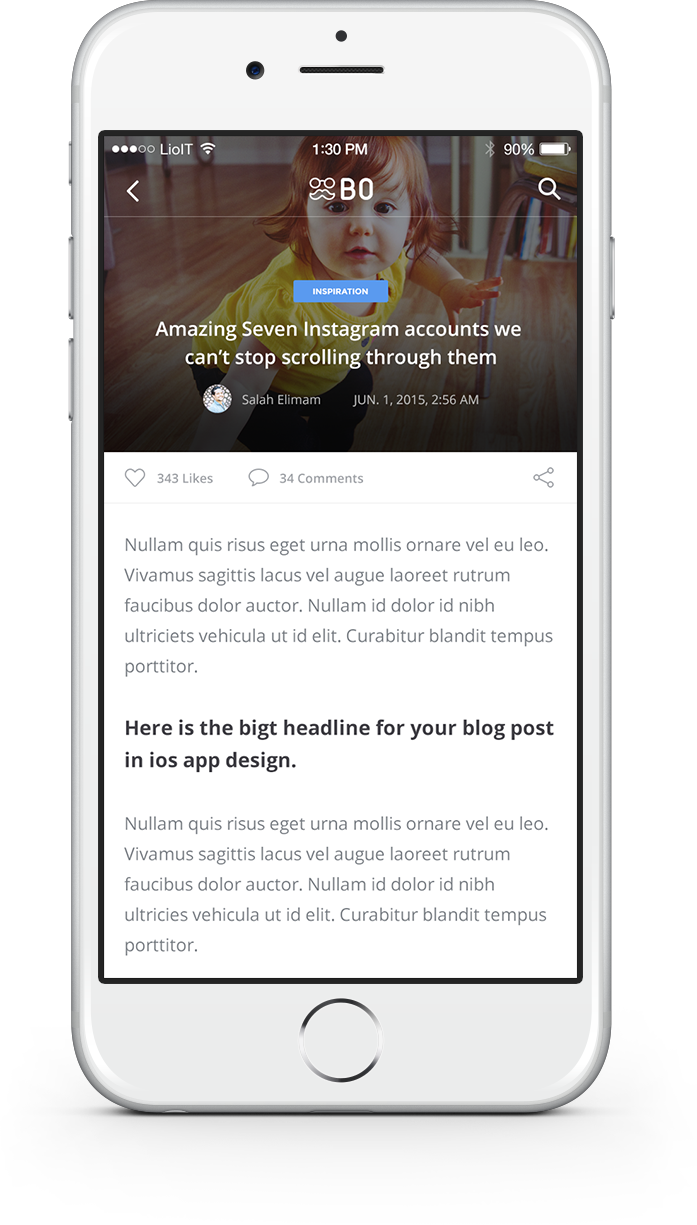 LioIT
1:30 PM
90%
BO
INSPIRATION
Amazing Seven Instagram accounts we
can’t stop scrolling through them
Salah Elimam
JUN. 1, 2015, 2:56 AM
343 Likes
34 Comments
Nullam quis risus eget urna mollis ornare vel eu leo.
Vivamus sagittis lacus vel augue laoreet rutrum
faucibus dolor auctor. Nullam id dolor id nibh
ultriciets vehicula ut id elit. Curabitur blandit tempus
porttitor.
Here is the bigt headline for your blog post
in ios app design.
Nullam quis risus eget urna mollis ornare vel eu leo.
Vivamus sagittis lacus vel augue laoreet rutrum
faucibus dolor auctor. Nullam id dolor id nibh
ultricies vehicula ut id elit. Curabitur blandit tempus
porttitor.